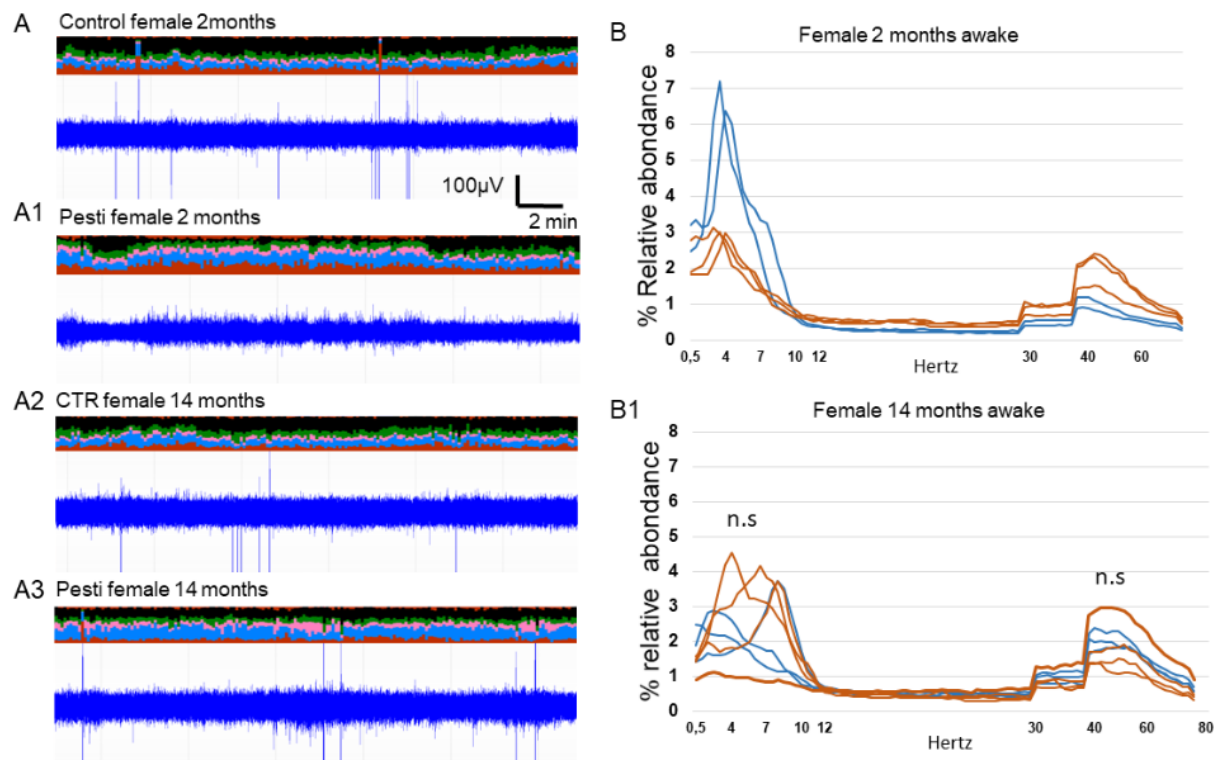 A Control female 2months
100µV
2 min
A1 Pesti female 2 months
A2 CTR female 14 months
A3 Pesti female 14 months
B Female 2 months awake
% Relative abondance
8
7
6
5
4
3
2
1
0
0,5 4 7 10 12 30 40 60
Hertz
B1 Female 14 months awake
% relative abondance
8
7
6
5
4
3
2
1
0
n.s
n.s
0,5 4 7 10 12 30 40 60 80
Hertz